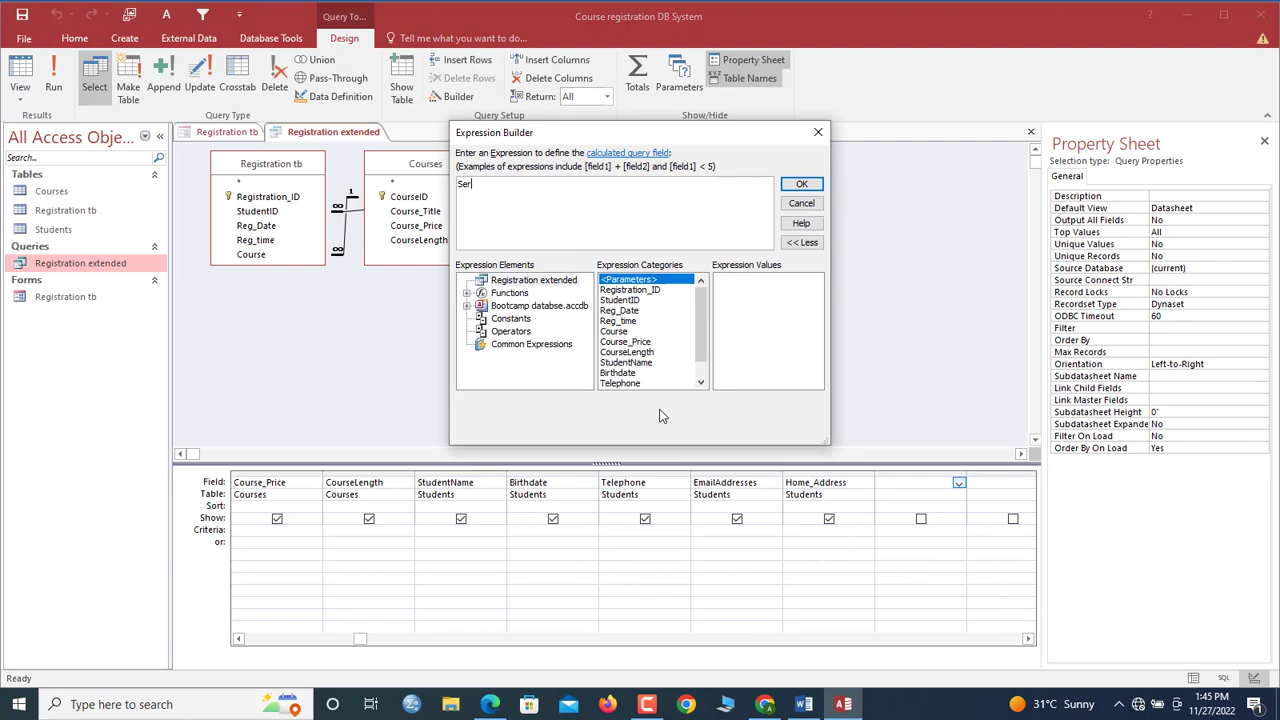 Query To...
Course registration DB System
?
File
Home
Create
External Data
Database Tools
Design
Tell me what you want to do...
View
Run
Select
Make Table
Append
Update
Crosstab
Delete
Union
Pass-Through
Data Definition
Show Table
Insert Rows
Delete Rows
Builder
Insert Columns
Delete Columns
Return: All
Totals
Parameters
Property Sheet
XYZ Table Names
Results
Query Type
Query Setup
Show/Hide
All Access Obje...
Search...
Tables
Courses
Registration tb
Students
Queries
Registration extended
Forms
Registration tb
Registration tb
Registration extended
Registration tb
*
Registration_ID
StudentID
Reg_Date
Reg_time
Course
Courses
*
CourseID
Course_Title
Course_Price
CourseLength
1
∞
∞
Expression Builder
Enter an Expression to define the calculated query field:
(Examples of expressions include [field1] + [field2] and [field1] < 5)
Ser
OK
Cancel
Help
<< Less
Expression Elements
Expression Categories
Expression Values
Registration extended
Functions
Bootcamp databse.accdb
Constants
Operators
Common Expressions
<Parameters>
Registration_ID
StudentID
Reg_Date
Reg_time
Course
Course_Price
CourseLength
StudentName
Birthdate
Telephone
Field: Course_Price CourseLength StudentName Birthdate Telephone EmailAddresses Home_Address
Table: Courses Courses Students Students Students Students Students
Sort:
Show:
Criteria:
or:
Property Sheet
Selection type: Query Properties
General
Description
Default View Datasheet
Output All Fields No
Top Values All
Unique Values No
Unique Records No
Source Database (current)
Source Connect Str
Record Locks No Locks
Recordset Type Dynaset
ODBC Timeout 60
Filter
Order By
Max Records
Orientation Left-to-Right
Subdatasheet Name
Link Child Fields
Link Master Fields
Subdatasheet Height 0"
Subdatasheet Expande No
Filter On Load No
Order By On Load Yes
Ready
SQL
Type here to search
31°C Sunny
1:45 PM
11/27/2022